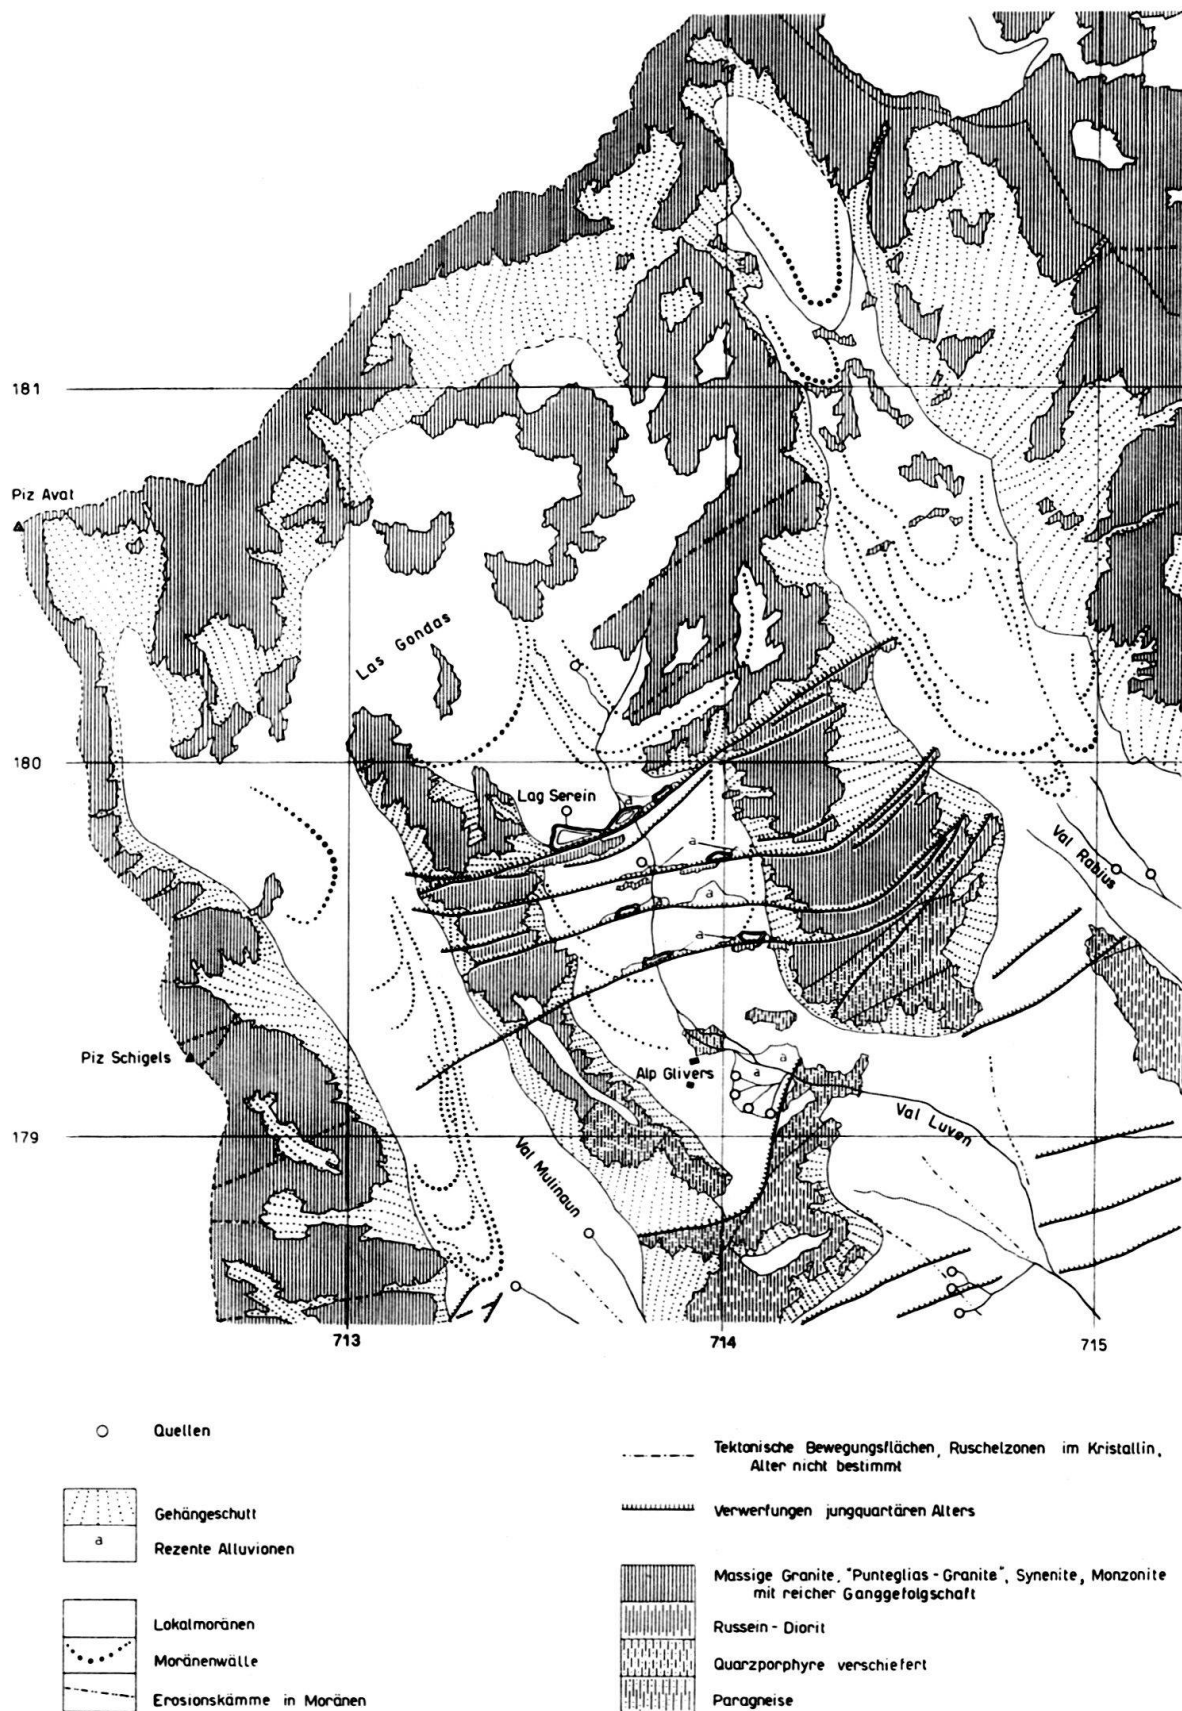 181
Piz Avat
Las Gondas
180
Lag Serein
a
a
a
a
Val Rabius
Piz Schigels
Alp Glivers
a
a
Val Luven
179
Val Mulinaun
713
714
715
Quellen
Gehängeschutt
a
Rezente Alluvionen
Lokalmoränen
Moränenwälle
Erosionskämme in Moränen
Tektonische Bewegungsflächen, Ruschelzonen im Kristallin,
Alter nicht bestimmt
Verwerfungen jungquartären Alters
Massige Granite, "Punteglias - Granite", Synenite, Monzonite
mit reicher Ganggefolgschaft
Russein - Diorit
Quarzporphyre verschiefert
Paragneise